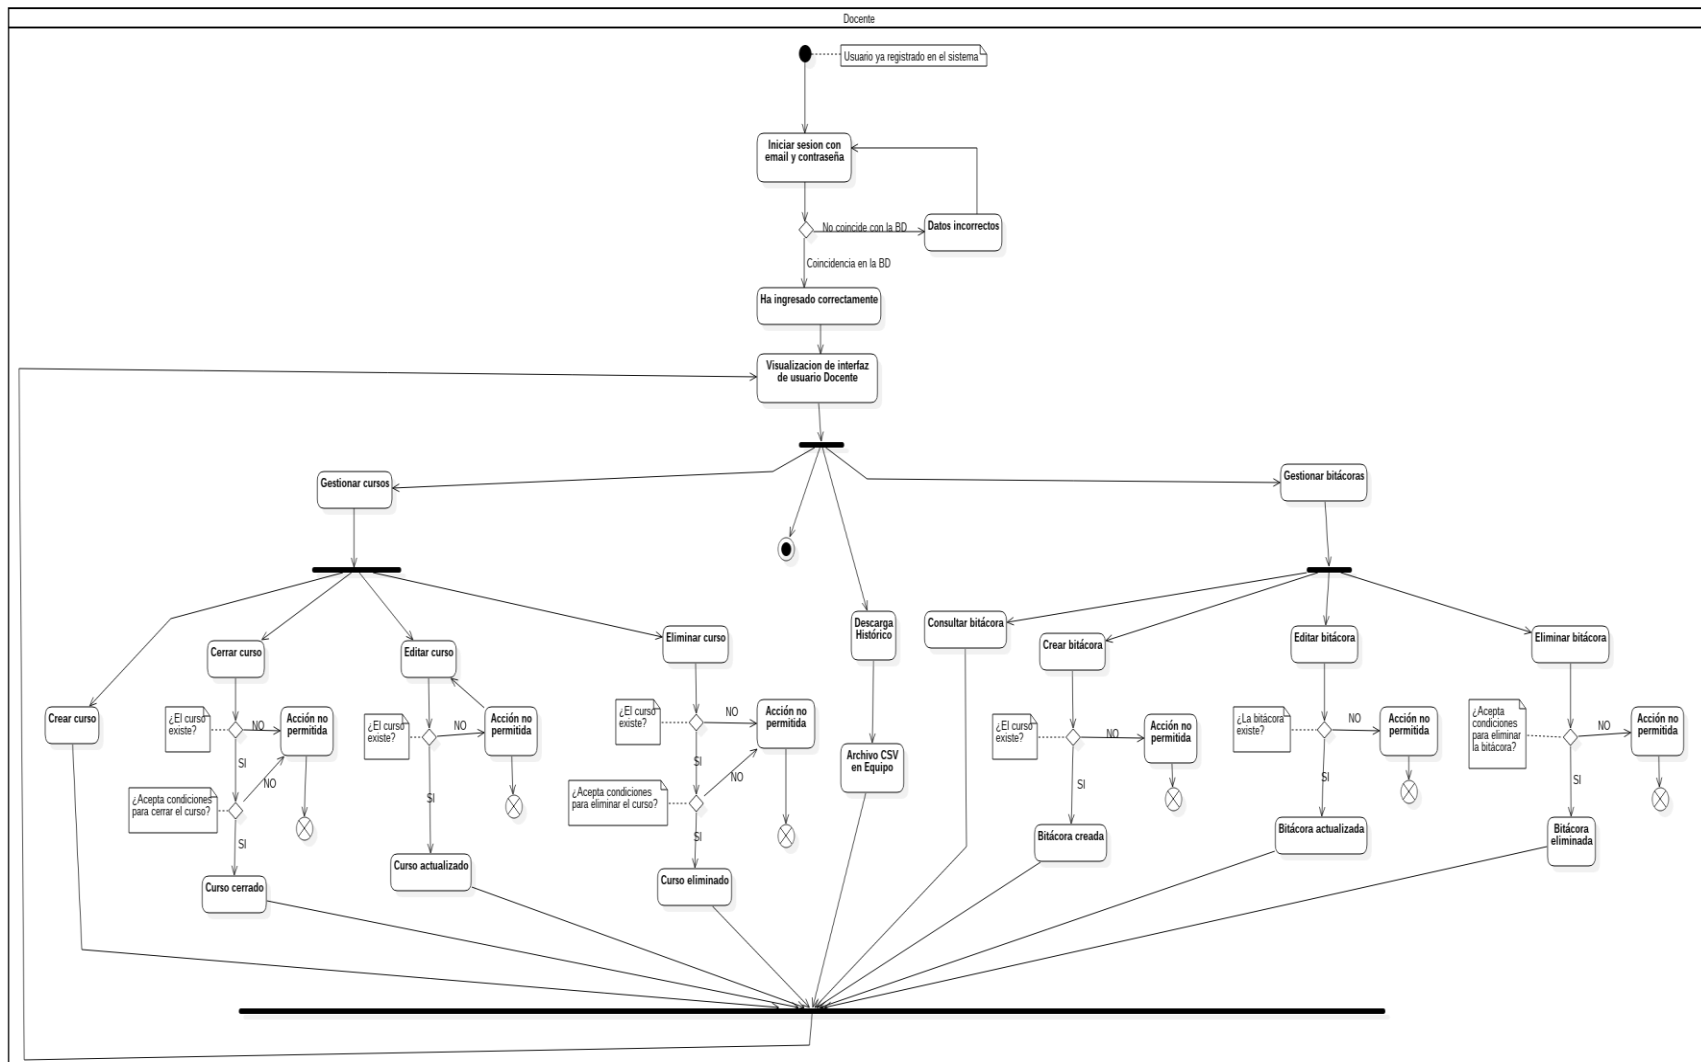 Docente
Usuario ya registrado en el sistema
Iniciar sesion con
email y contraseña
No coincide con la BD
Datos incorrectos
Coincidencia en la BD
Ha ingresado correctamente
Visualizacion de interfaz
de usuario Docente
Gestionar cursos
Gestionar bitácoras
Crear curso
Cerrar curso
¿El curso
existe?
NO
Acción no
permitida
SI
¿Acepta condiciones
para cerrar el curso?
NO
SI
Curso cerrado
Editar curso
¿El curso
existe?
NO
Acción no
permitida
SI
Curso actualizado
Eliminar curso
¿El curso
existe?
NO
Acción no
permitida
SI
¿Acepta condiciones
para eliminar el curso?
NO
SI
Curso eliminado
Descarga
Histórico
Archivo CSV
en Equipo
Consultar bitácora
Crear bitácora
¿El curso
existe?
NO
Acción no
permitida
SI
Bitácora creada
Editar bitácora
¿La bitácora
existe?
NO
Acción no
permitida
SI
Bitácora actualizada
Eliminar bitácora
¿Acepta
condiciones
para eliminar
la bitácora?
NO
Acción no
permitida
SI
Bitácora
eliminada